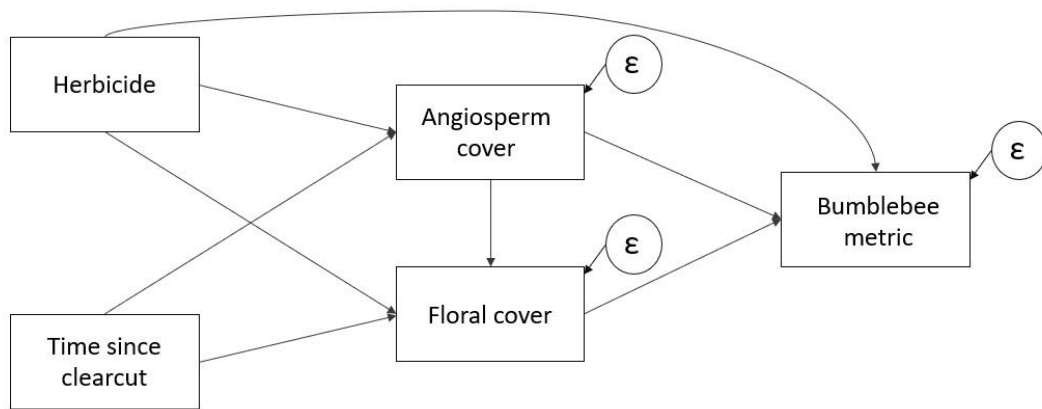 Herbicide
ε
Angiosperm
cover
ε
Bumblebee
metric
ε
Floral cover
Time since
clearcut